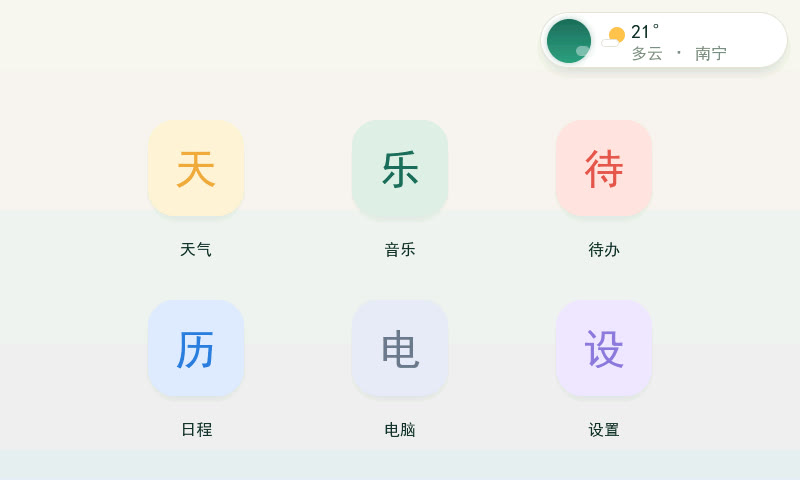 21°
多云 · 南宁
天 乐 待
天气 音乐 待办
历 电 设
日程 电脑 设置